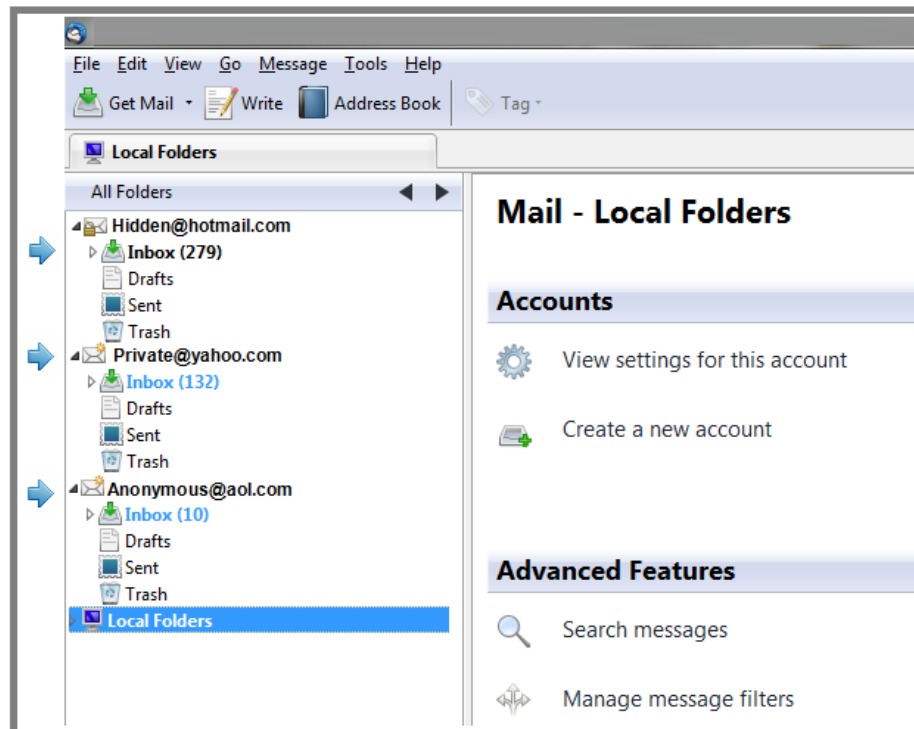 File Edit View Go Message Tools Help
Get Mail Write Address Book Tag
Local Folders
All Folders
Hidden@hotmail.com
Inbox (279)
Drafts
Sent
Trash
Private@yahoo.com
Inbox (132)
Drafts
Sent
Trash
Anonymous@aol.com
Inbox (10)
Drafts
Sent
Trash
Local Folders
Mail - Local Folders
Accounts
View settings for this account
Create a new account
Advanced Features
Search messages
Manage message filters